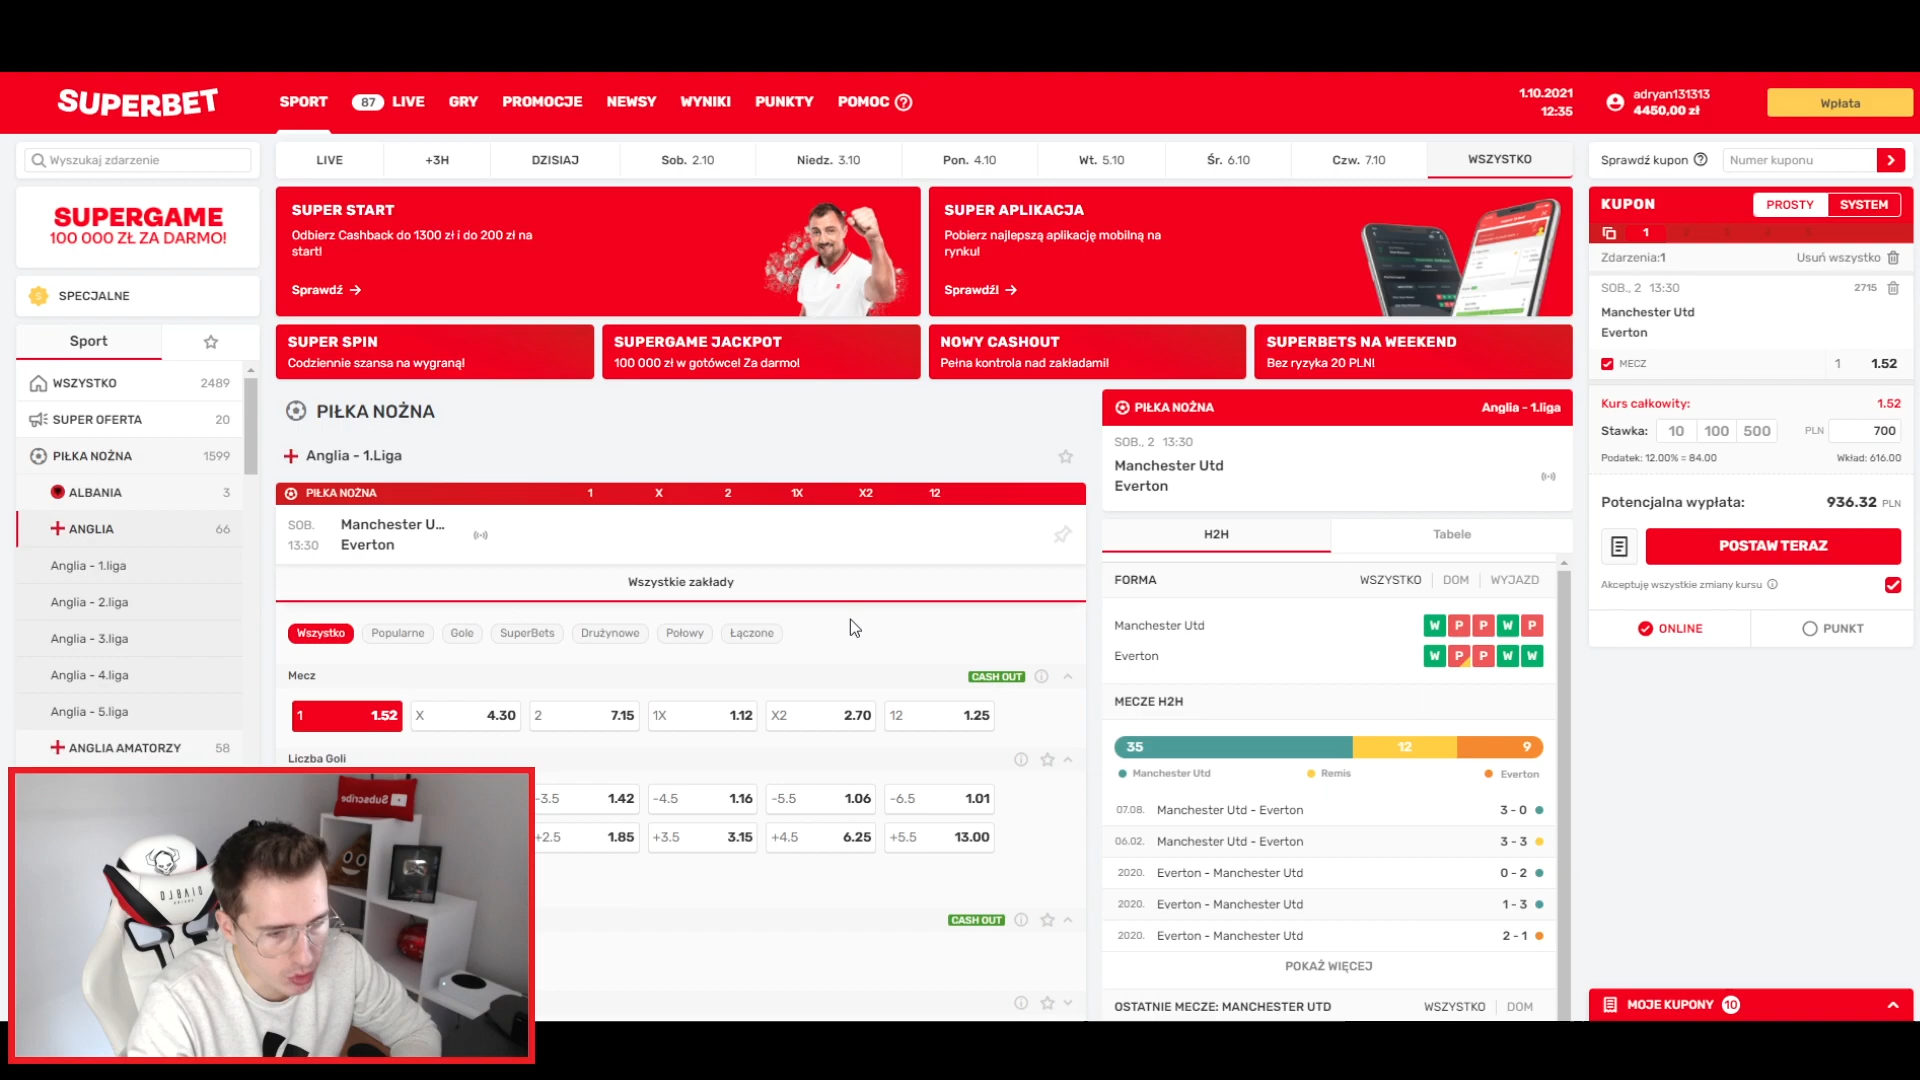 SUPERBET
SPORT
87 LIVE
GRY
PROMOCJE
NEWSY
WYNIKI
PUNKTY
POMOC
1.10.2021
12:35
adryan131313
4450,00 zł
Wpłata
Wyszukaj zdarzenie
LIVE
+3H
DZISIAJ
Sob. 2.10
Niedz. 3.10
Pon. 4.10
Wt. 5.10
Śr. 6.10
Czw. 7.10
WSZYSTKO
Sprawdź kupon
Numer kuponu
SUPERGAME
100 000 ZŁ ZA DARMO!
SPECJALNE
SUPER START
Odbierz Cashback do 1300 zł i do 200 zł na
start!
Sprawdź
SUPER APLIKACJA
Pobierz najlepszą aplikację mobilną na
rynku!
Sprawdź!
SUPER SPIN
Codziennie szansa na wygraną!
SUPERGAME JACKPOT
100 000 zł w gotówce! Za darmo!
NOWY CASHOUT
Pełna kontrola nad zakładami!
SUPERBETS NA WEEKEND
Bez ryzyka 20 PLN!
Sport
WSZYSTKO 2489
SUPER OFERTA 20
PIŁKA NOŻNA 1599
ALBANIA 3
ANGLIA 66
Anglia - 1.liga
Anglia - 2.liga
Anglia - 3.liga
Anglia - 4.liga
Anglia - 5.liga
ANGLIA AMATORZY 58
PIŁKA NOŻNA
Anglia - 1.Liga
PIŁKA NOŻNA 1 X 2 1X X2 12
SOB.
13:30
Manchester U...
Everton
Wszystkie zakłady
Wszystko
Popularne
Gole
SuperBets
Drużynowe
Połowy
Łączone
Mecz
CASH OUT
1 1.52
X 4.30
2 7.15
1X 1.12
X2 2.70
12 1.25
Liczba Goli
-3.5 1.42
-4.5 1.16
-5.5 1.06
-6.5 1.01
+2.5 1.85
+3.5 3.15
+4.5 6.25
+5.5 13.00
CASH OUT
Subscribe
DIABLO
PIŁKA NOŻNA Anglia - 1.liga
SOB., 2 13:30
Manchester Utd
Everton
H2H
Tabele
FORMA
WSZYSTKO
DOM
WYJAZD
Manchester Utd W P P W P
Everton W P P W W
MECZE H2H
35 12 9
Manchester Utd
Remis
Everton
07.08. Manchester Utd - Everton 3 - 0
06.02. Manchester Utd - Everton 3 - 3
2020. Everton - Manchester Utd 0 - 2
2020. Everton - Manchester Utd 1 - 3
2020. Everton - Manchester Utd 2 - 1
POKAŻ WIĘCEJ
OSTATNIE MECZE: MANCHESTER UTD
WSZYSTKO
DOM
KUPON
PROSTY
SYSTEM
1
Zdarzenia:1
Usuń wszystko
SOB., 2 13:30 2715
Manchester Utd
Everton
MECZ 1 1.52
Kurs całkowity: 1.52
Stawka: 10 100 500 PLN 700
Podatek: 12.00% = 84.00
Wkład: 616.00
Potencjalna wypłata: 936.32 PLN
POSTAW TERAZ
Akceptuję wszystkie zmiany kursu
ONLINE
PUNKT
MOJE KUPONY 10